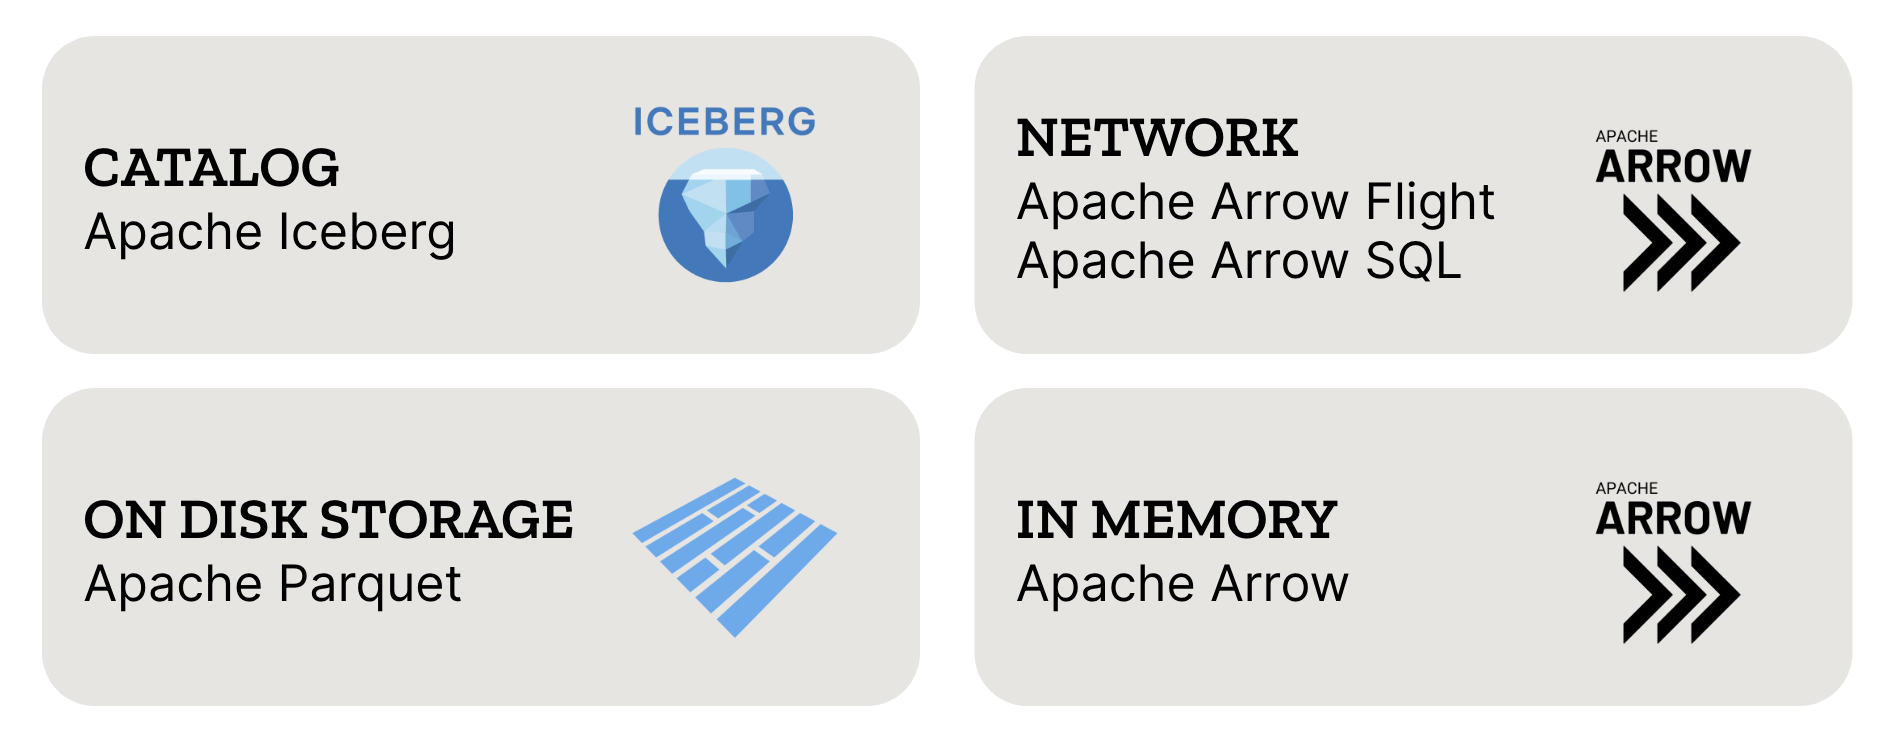 CATALOG
Apache Iceberg
ICEBERG
NETWORK
Apache Arrow Flight
Apache Arrow SQL
APACHE
ARROW
ON DISK STORAGE
Apache Parquet
IN MEMORY
Apache Arrow
APACHE
ARROW